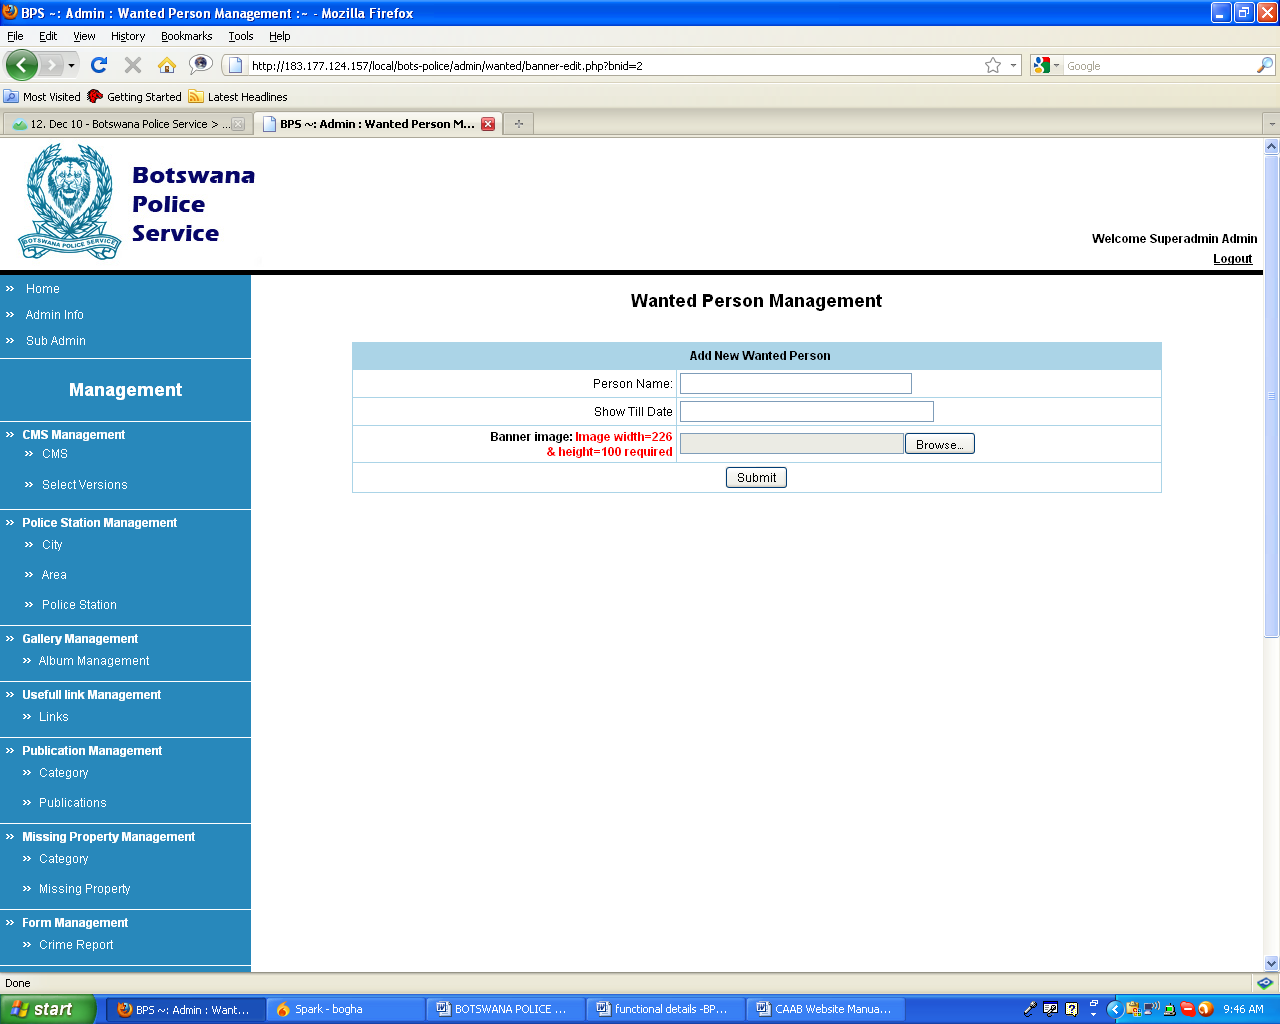 BPS ~: Admin : Wanted Person Management :~ - Mozilla Firefox
File Edit View History Bookmarks Tools Help
http://183.177.124.157/local/bots-police/admin/wanted/banner-edit.php?bnid=2
Google
Most Visited Getting Started Latest Headlines
12. Dec 10 - Botswana Police Service > ...
BPS ~: Admin : Wanted Person M...
BOTSWANA POLICE SERVICE
Botswana
Police
Service
Welcome Superadmin Admin
Logout
» Home
» Admin Info
» Sub Admin
Management
» CMS Management
» CMS
» Select Versions
» Police Station Management
» City
» Area
» Police Station
» Gallery Management
» Album Management
» Usefull link Management
» Links
» Publication Management
» Category
» Publications
» Missing Property Management
» Category
» Missing Property
» Form Management
» Crime Report
Wanted Person Management
Add New Wanted Person
Person Name:
Show Till Date
Banner image: Image width=226
& height=100 required
Browse...
Submit
Done
start
BPS ~: Admin : Want...
Spark - bogha
BOTSWANA POLICE ...
functional details -BP...
CAAB Website Manua...
9:46 AM